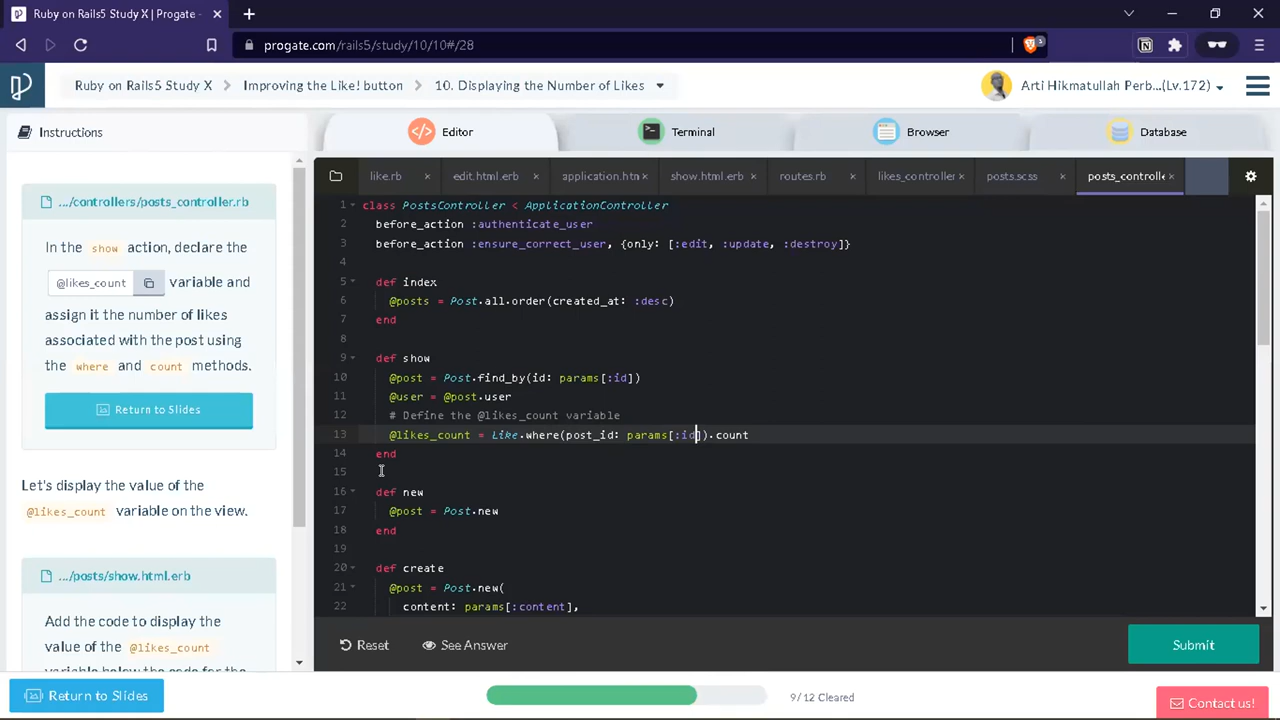 Ruby on Rails5 Study X | Progate -
progate.com/rails5/study/10/10#/28
3
Ruby on Rails5 Study X
Improving the Like! button
10. Displaying the Number of Likes
Arti Hikmatullah Perb...(Lv.172)
Instructions
Editor
Terminal
Browser
Database
.../controllers/posts_controller.rb
In the show action, declare the
@likes_count variable and
assign it the number of likes
associated with the post using
the where and count methods.
Return to Slides
Let's display the value of the
@likes_count variable on the view.
.../posts/show.html.erb
Add the code to display the
value of the @likes_count
variable below the code for the
like.rb
edit.html.erb
application.htm
show.html.erb
routes.rb
likes_controller
posts.scss
posts_controlle
1 class PostsController < ApplicationController
2 before_action :authenticate_user
3 before_action :ensure_correct_user, {only: [:edit, :update, :destroy]}
4
5 def index
6 @posts = Post.all.order(created_at: :desc)
7 end
8
9 def show
10 @post = Post.find_by(id: params[:id])
11 @user = @post.user
12 # Define the @likes_count variable
13 @likes_count = Like.where(post_id: params[:id]).count
14 end
15
16 def new
17 @post = Post.new
18 end
19
20 def create
21 @post = Post.new(
22 content: params[:content],
Reset
See Answer
Submit
Return to Slides
9/12 Cleared
Contact us!